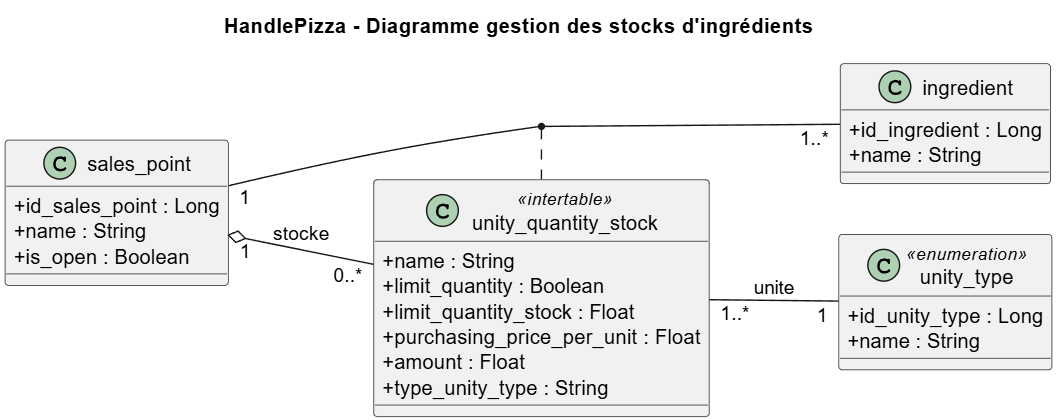 HandlePizza - Diagramme gestion des stocks d'ingrédients
C ingredient
+id_ingredient : Long
+name : String
1..*
C sales_point
+id_sales_point : Long
+name : String
+is_open : Boolean
1
1
stocke
0..*
C «intertable»
unity_quantity_stock
+name : String
+limit_quantity : Boolean
+limit_quantity_stock : Float
+purchasing_price_per_unit : Float
+amount : Float
+type_unity_type : String
unite
1..*
1
C «enumeration»
unity_type
+id_unity_type : Long
+name : String